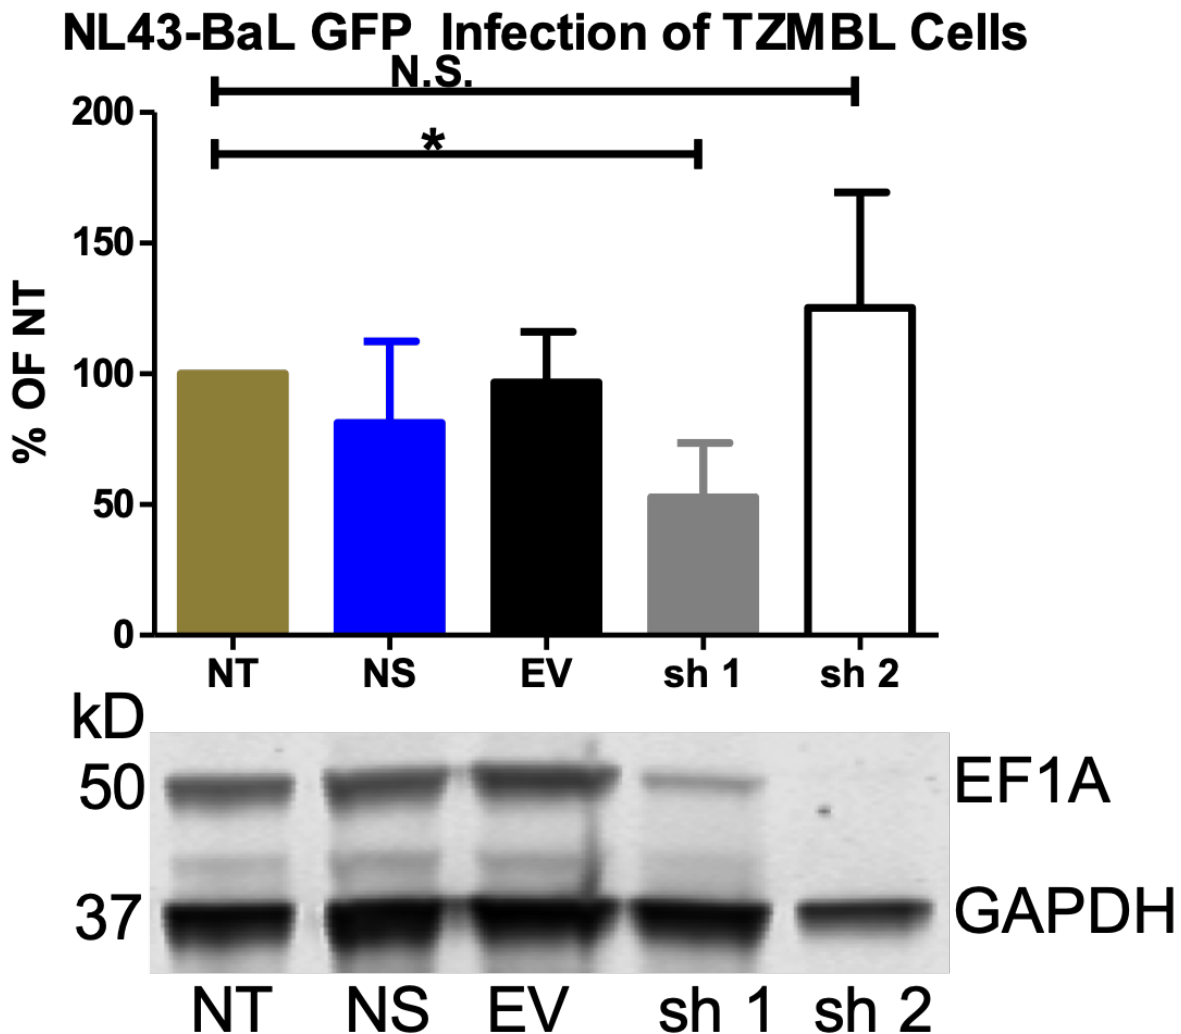 NL43-BaL GFP Infection of TZMBL Cells
N.S.
*
200
150
100
50
0
% OF NT
NT NS EV sh 1 sh 2
kD
50 EF1A
37 GAPDH
NT NS EV sh 1 sh 2